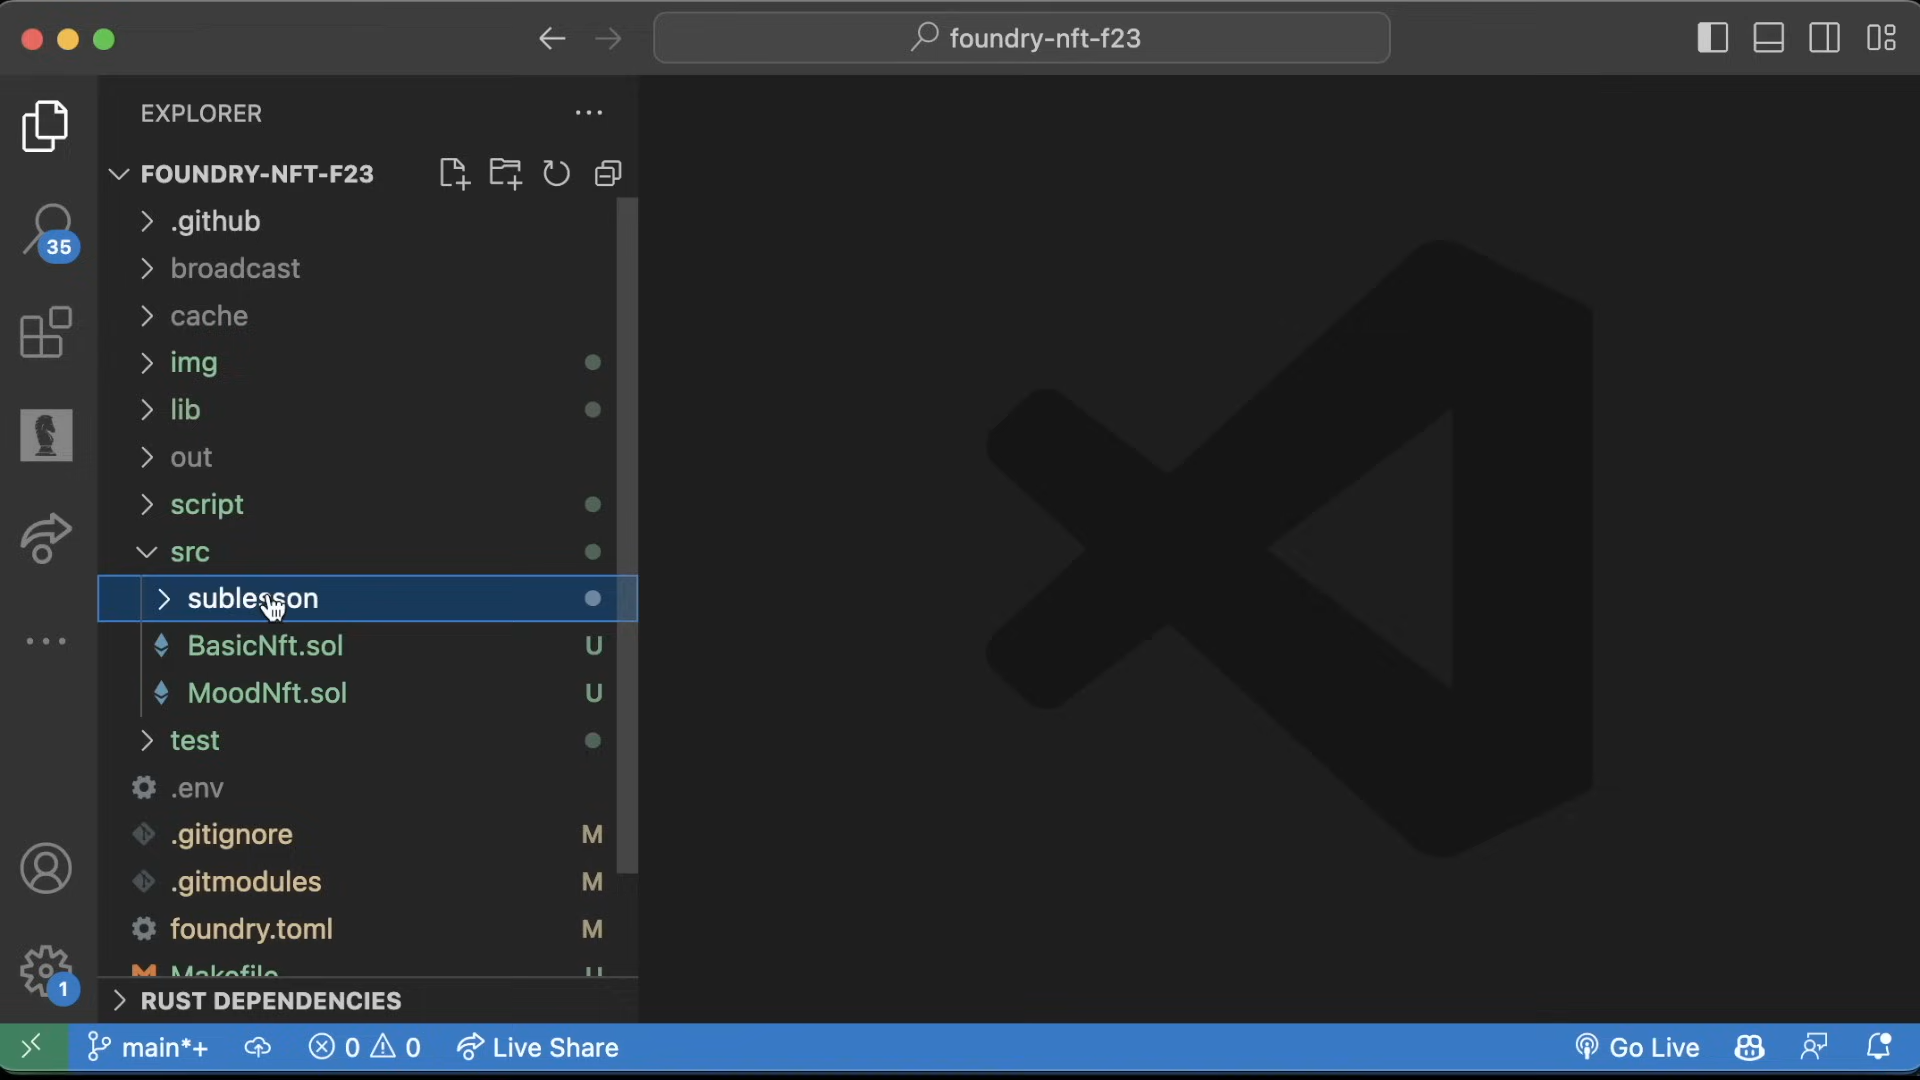 foundry-nft-f23
EXPLORER
FOUNDRY-NFT-F23
.github
35
broadcast
cache
img
lib
out
script
src
sublesson
BasicNft.sol U
MoodNft.sol U
test
.env
.gitignore M
.gitmodules M
foundry.toml M
Makefile U
1
RUST DEPENDENCIES
main*+ 0 0 Live Share Go Live